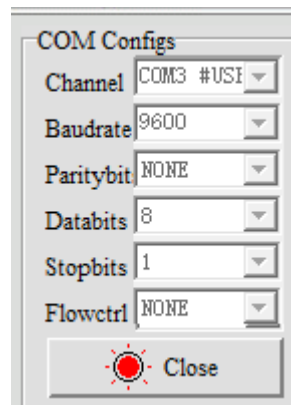 COM Configs
Channel COM3 #USI
Baudrate 9600
Paritybit NONE
Databits 8
Stopbits 1
Flowctrl NONE
Close